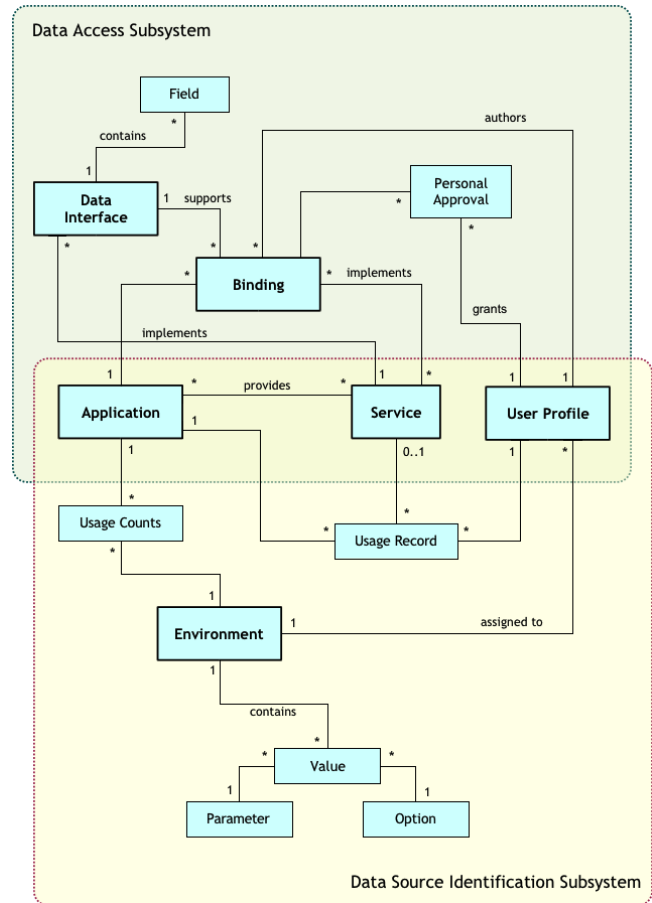 Data Access Subsystem
Field
*
authors
contains
1
Personal
Approval
Data
Interface
1
supports
*
*
*
*
*
Binding
*
*
implements
grants
implements
1
1
*
1
1
Application
*
provides
*
Service
User Profile
1
1
0..1
1
*
*
Usage Counts
*
*
Usage Record
*
*
1
Environment
1
assigned to
1
contains
*
*
Value
*
1
1
Parameter
Option
Data Source Identification Subsystem